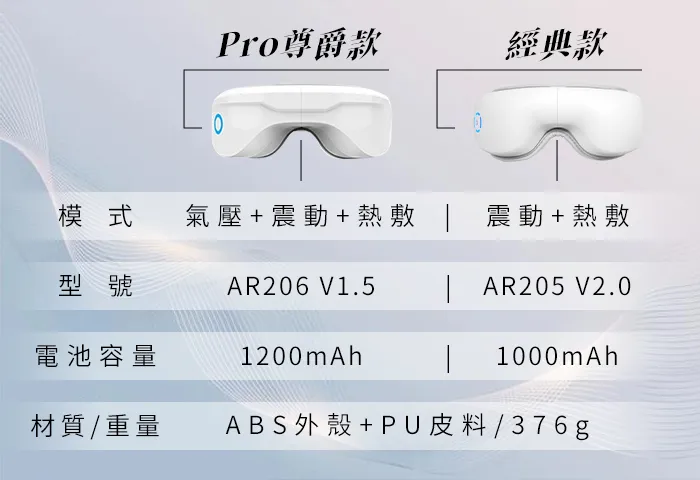 Pro尊爵款 經典款
模式 氣壓+震動+熱敷 | 震動+熱敷
型號 AR206 V1.5 | AR205 V2.0
電池容量 1200mAh | 1000mAh
材質/重量 ABS外殼+PU皮料/376g